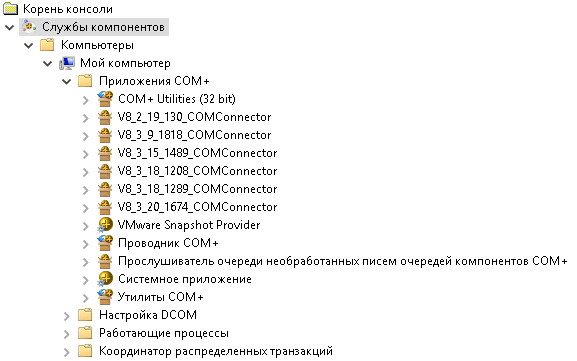 Корень консоли
Службы компонентов
Компьютеры
Мой компьютер
Приложения COM+
COM+ Utilities (32 bit)
V8_2_19_130_COMConnector
V8_3_9_1818_COMConnector
V8_3_15_1489_COMConnector
V8_3_18_1208_COMConnector
V8_3_18_1289_COMConnector
V8_3_20_1674_COMConnector
VMware Snapshot Provider
Проводник COM+
Прослушиватель очереди необработанных писем очередей компонентов COM+
Системное приложение
Утилиты COM+
Настройка DCOM
Работающие процессы
Координатор распределенных транзакций